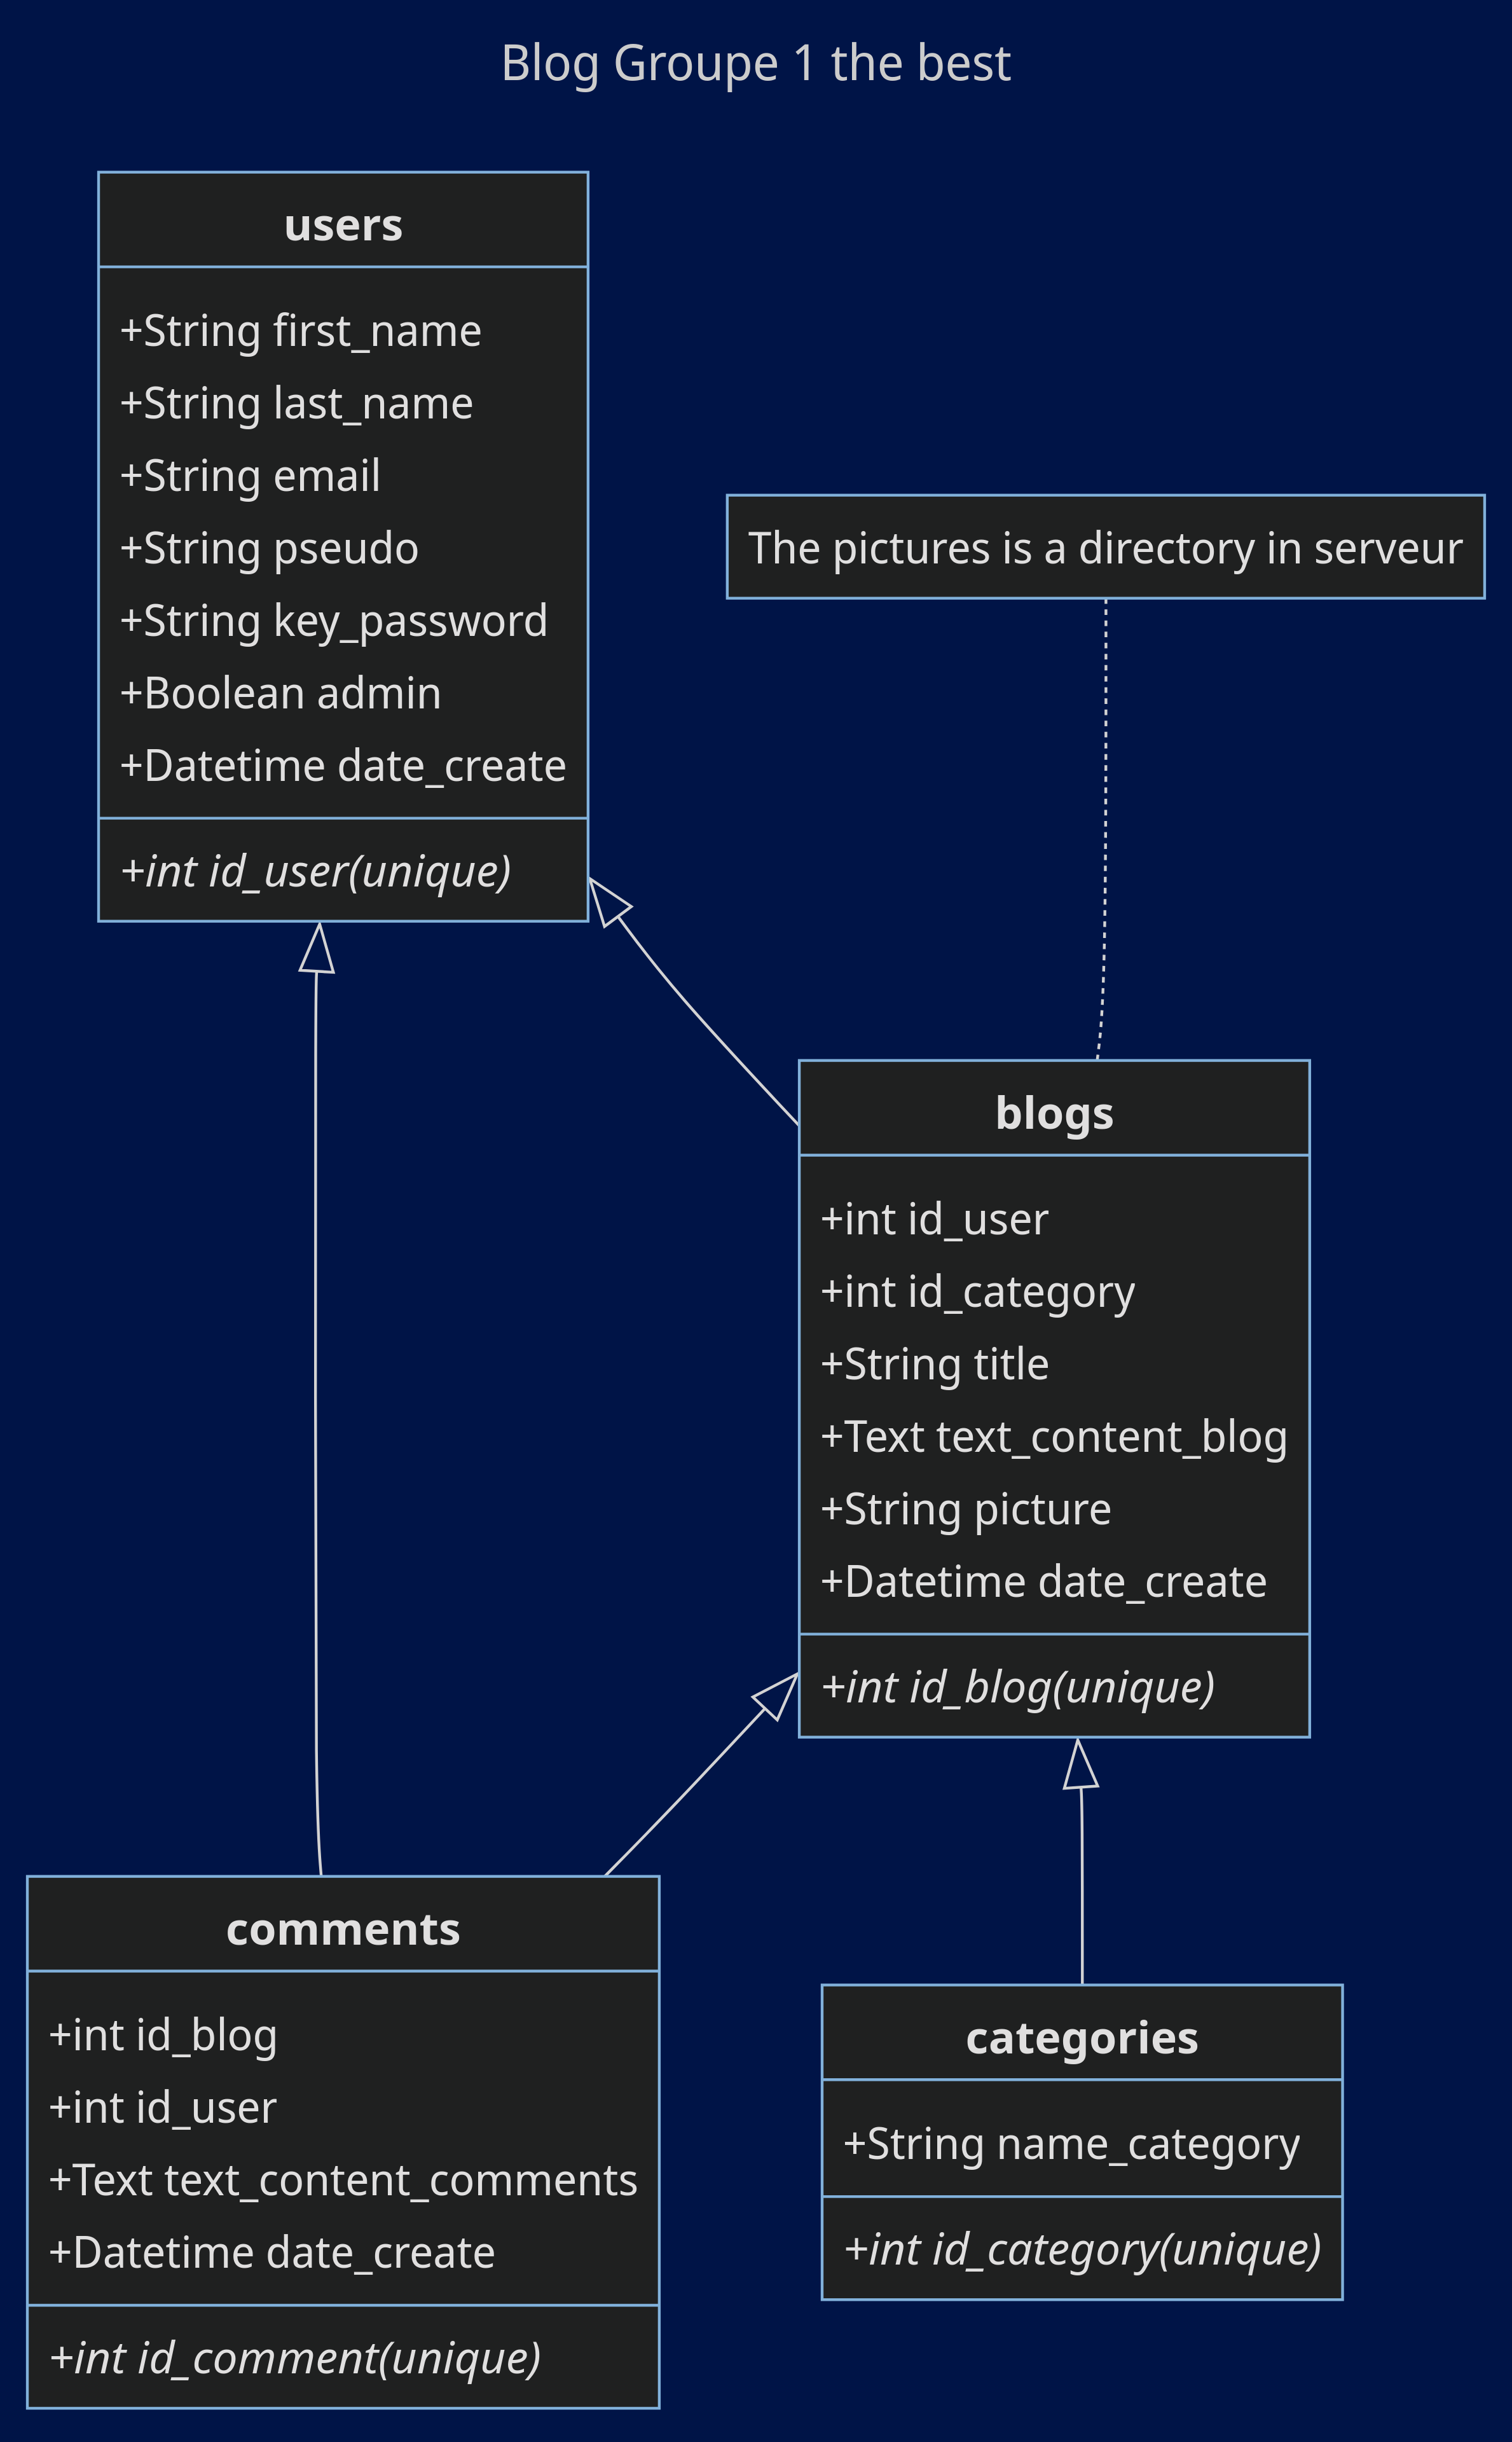 Blog Groupe 1 the best
users
+String first_name
+String last_name
+String email
+String pseudo
+String key_password
+Boolean admin
+Datetime date_create
+int id_user(unique)
The pictures is a directory in serveur
blogs
+int id_user
+int id_category
+String title
+Text text_content_blog
+String picture
+Datetime date_create
+int id_blog(unique)
comments
+int id_blog
+int id_user
+Text text_content_comments
+Datetime date_create
+int id_comment(unique)
categories
+String name_category
+int id_category(unique)